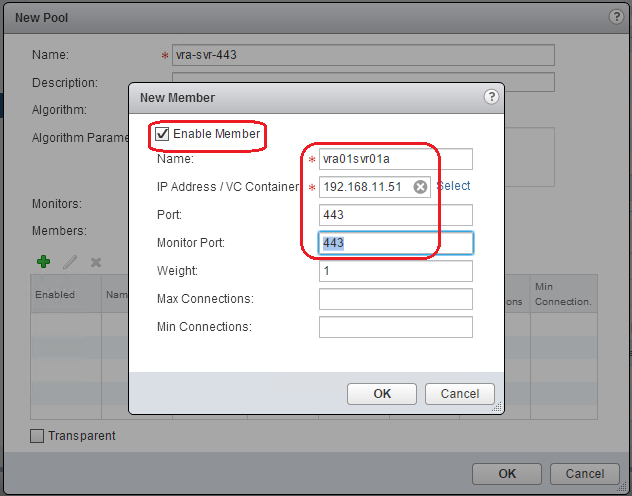 New Pool
?
Name: * vra-svr-443
Description:
Algorithm:
Algorithm Parame
Monitors:
Members:
New Member
?
Enable Member
Name: * vra01svr01a
IP Address / VC Container * 192.168.11.51 Select
Port: 443
Monitor Port: 443
Weight: 1
Max Connections:
Min Connections:
OK Cancel
Enabled Nam ons Min Connection.
Transparent
OK Cancel